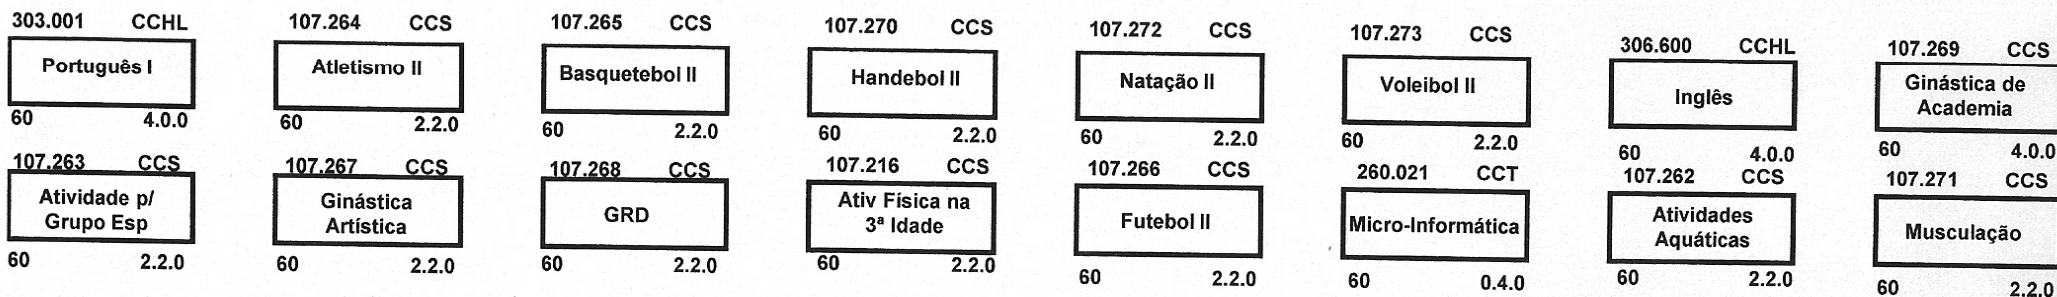 303.001 CCHL
Português I
60 4.0.0
107.264 CCS
Atletismo II
60 2.2.0
107.265 CCS
Basquetebol II
60 2.2.0
107.270 CCS
Handebol II
60 2.2.0
107.272 CCS
Natação II
60 2.2.0
107.273 CCS
Voleibol II
60 2.2.0
306.600 CCHL
Inglês
60 4.0.0
107.269 CCS
Ginástica de
Academia
60 4.0.0
107.263 CCS
Atividade p/
Grupo Esp
60 2.2.0
107.267 CCS
Ginástica
Artística
60 2.2.0
107.268 CCS
GRD
60 2.2.0
107.216 CCS
Ativ Física na
3ª Idade
60 2.2.0
107.266 CCS
Futebol II
60 2.2.0
260.021 CCT
Micro-Informática
60 0.4.0
107.262 CCS
Atividades
Aquáticas
60 2.2.0
107.271 CCS
Musculação
60 2.2.0